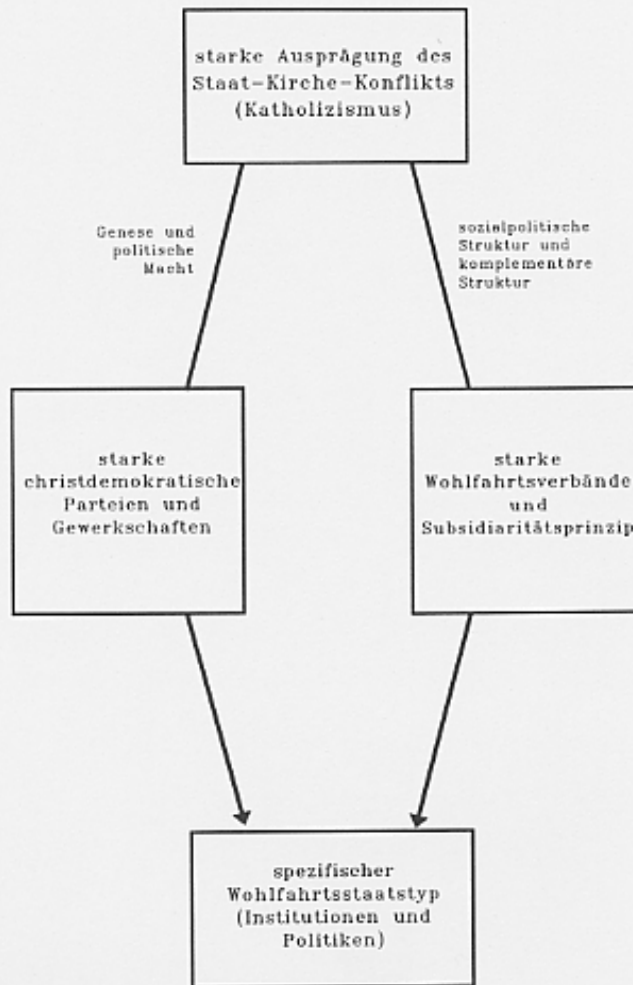 starke Ausprägung des
Staat-Kirche-Konflikts
(Katholizismus)
Genese und
politische
Macht
sozialpolitische
Struktur und
komplementäre
Struktur
starke
christdemokratische
Parteien und
Gewerkschaften
starke
Wohlfahrtsverbände
und
Subsidiaritätsprinzip
spezifischer
Wohlfahrtsstaatstyp
(Institutionen und
Politiken)